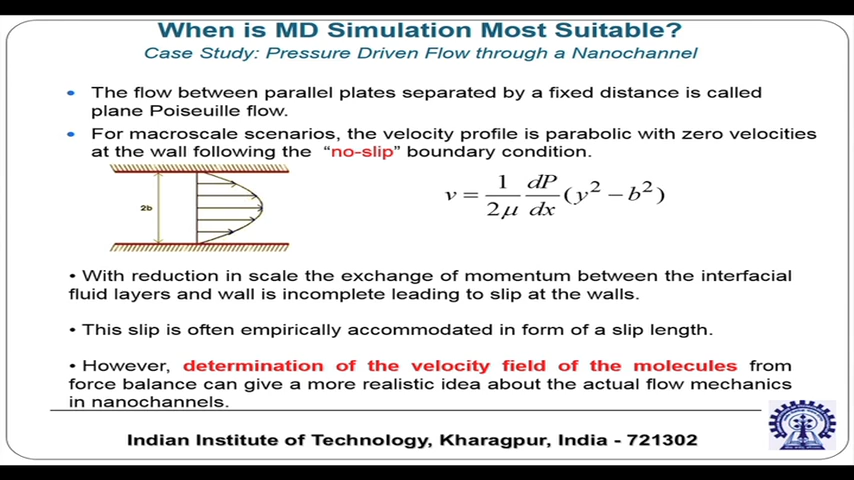 When is MD Simulation Most Suitable?
Case Study: Pressure Driven Flow through a Nanochannel
• The flow between parallel plates separated by a fixed distance is called
plane Poiseuille flow.
• For macroscale scenarios, the velocity profile is parabolic with zero velocities
at the wall following the “no-slip” boundary condition.
2b
v = 1/2μ dP/dx (y² − b²)
• With reduction in scale the exchange of momentum between the interfacial
fluid layers and wall is incomplete leading to slip at the walls.
• This slip is often empirically accommodated in form of a slip length.
• However, determination of the velocity field of the molecules from
force balance can give a more realistic idea about the actual flow mechanics
in nanochannels.
Indian Institute of Technology, Kharagpur, India - 721302